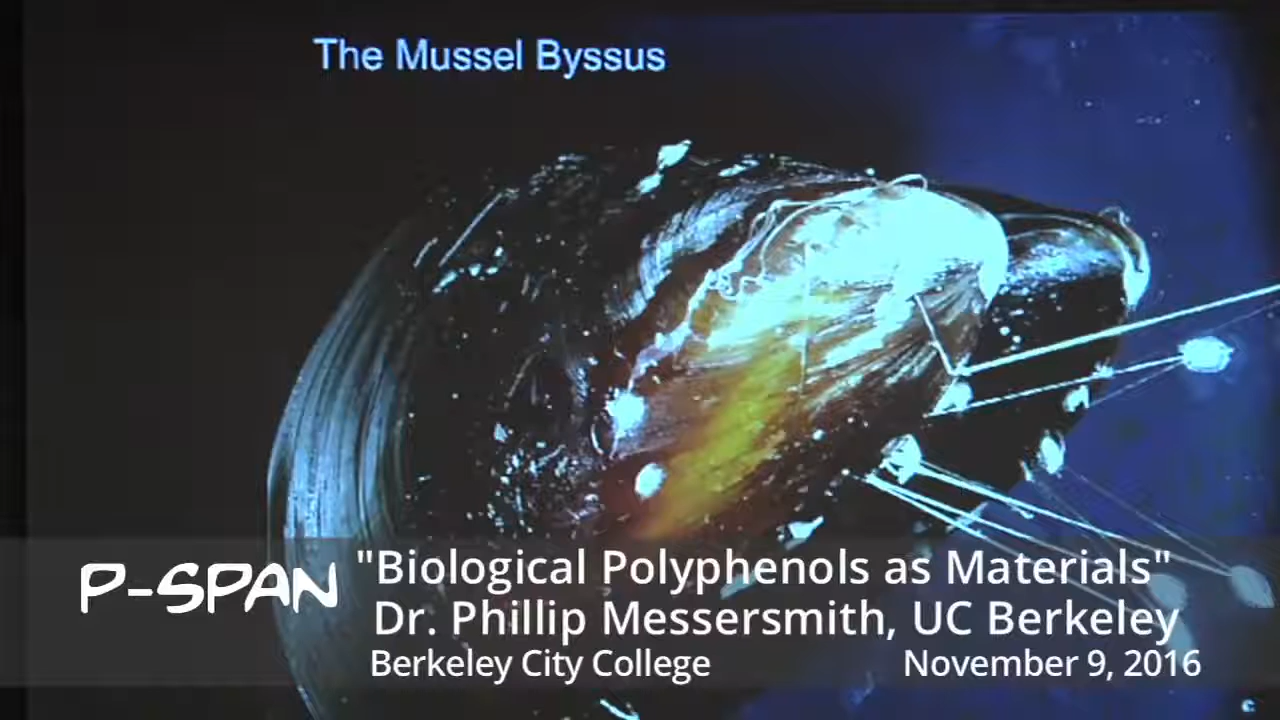 The Mussel Byssus
P-SPAN
"Biological Polyphenols as Materials"
Dr. Phillip Messersmith, UC Berkeley
Berkeley City College
November 9, 2016